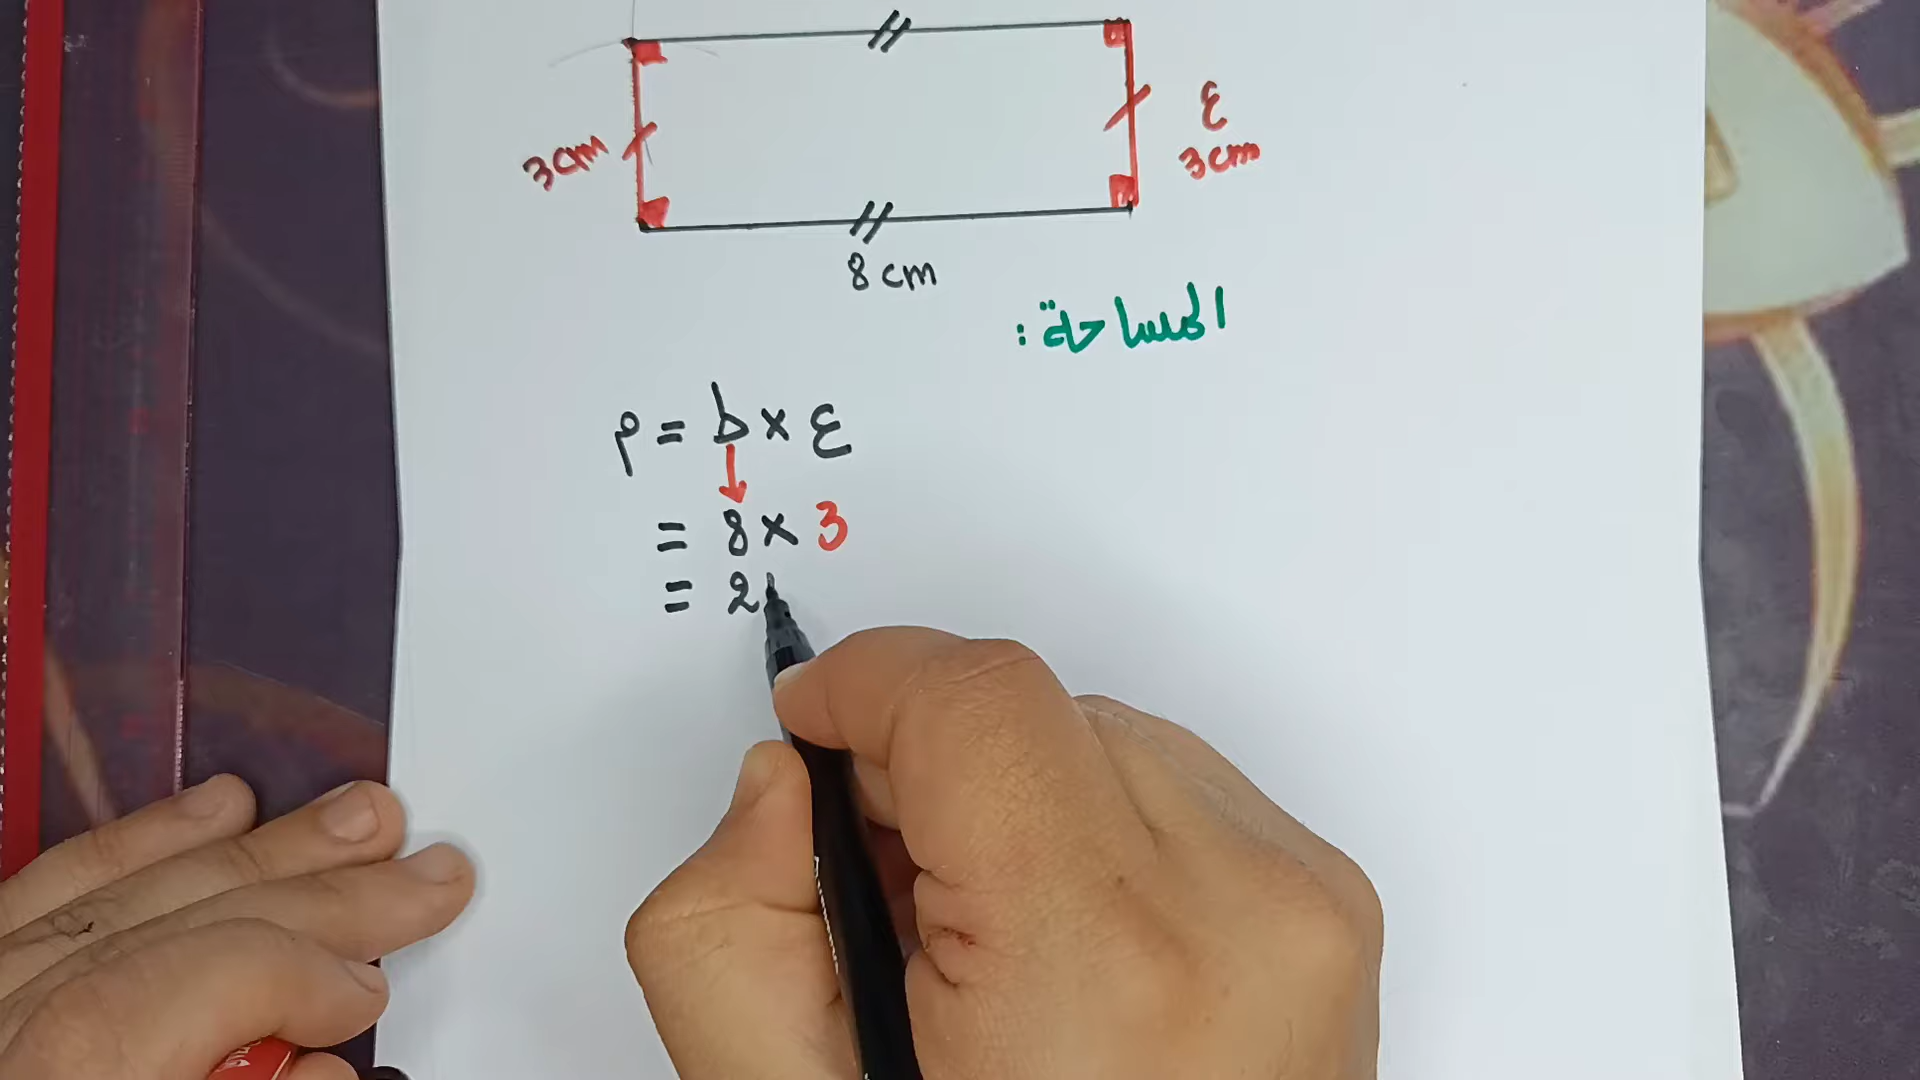 ع
3cm
3cm
8 cm
المساحة :
م = ط × ع
= 8 × 3
= 2